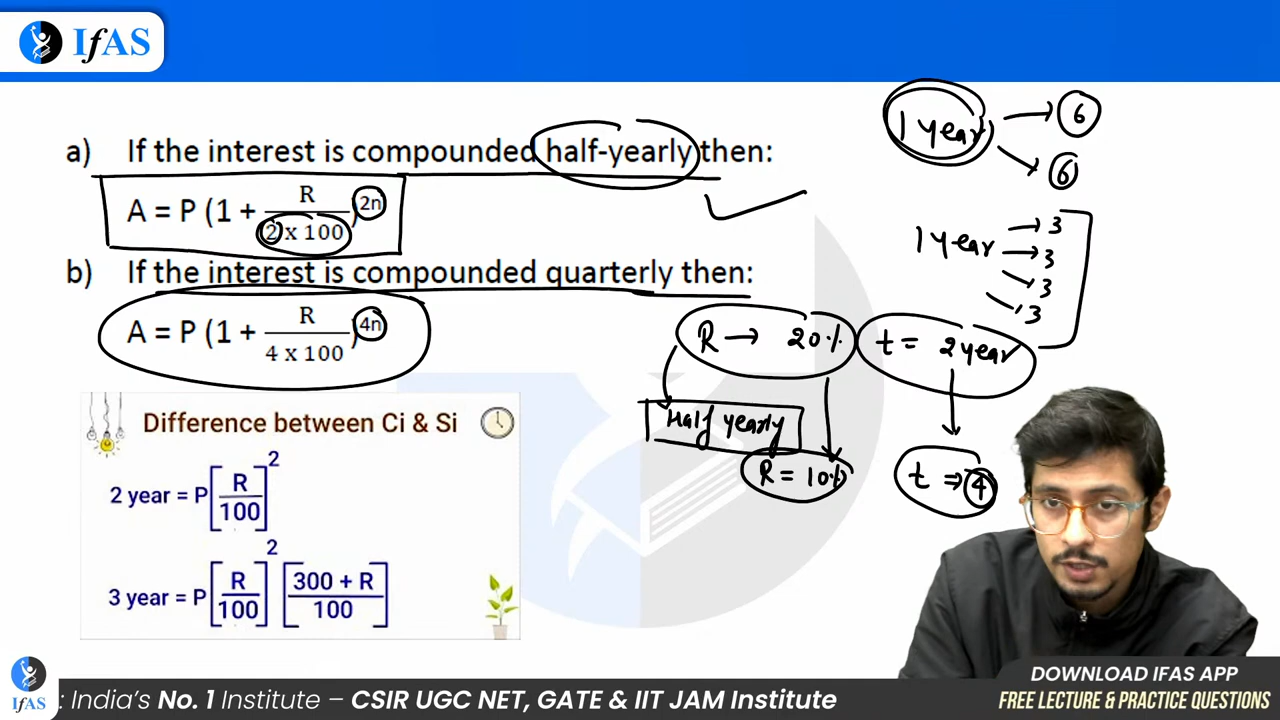 IfAS
a) If the interest is compounded half-yearly then:
A = P (1 + R / 2 x 100)^2n
b) If the interest is compounded quarterly then:
A = P (1 + R / 4 x 100)^4n
1 year → 6
→ 6
1 year → 3
→ 3
→ 3
→ 3
R → 20% t = 2 year
Half yearly
R = 10% t ⇒ 4
Difference between Ci & Si
2 year = P[R/100]^2
3 year = P[R/100]^2 [300 + R / 100]
IfAS
: India's No. 1 Institute – CSIR UGC NET, GATE & IIT JAM Institute
DOWNLOAD IFAS APP
FREE LECTURE & PRACTICE QUESTIONS